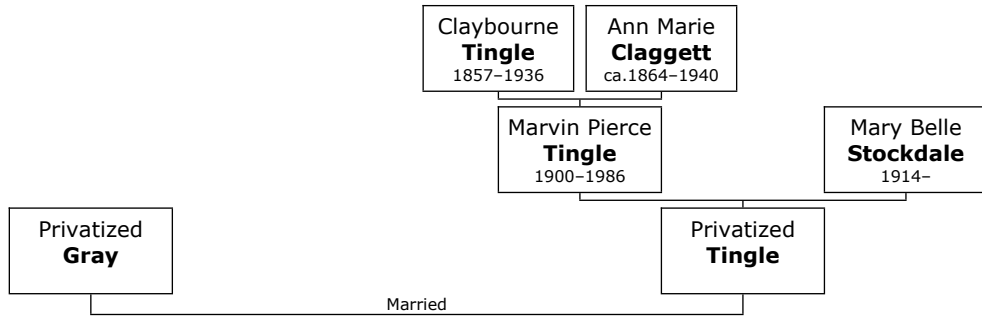 Claybourne
Tingle
1857–1936
Ann Marie
Claggett
ca.1864–1940
Marvin Pierce
Tingle
1900–1986
Mary Belle
Stockdale
1914–
Privatized
Gray
Privatized
Tingle
Married